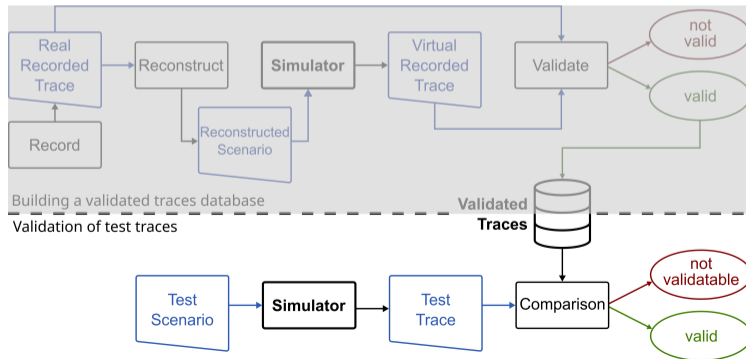 Real
Recorded
Trace
Reconstruct
Simulator
Virtual
Recorded
Trace
Validate
not
valid
valid
Record
Reconstructed
Scenario
Building a validated traces database
Validated
Traces
Validation of test traces
Test
Scenario
Simulator
Test
Trace
Comparison
not
validatable
valid